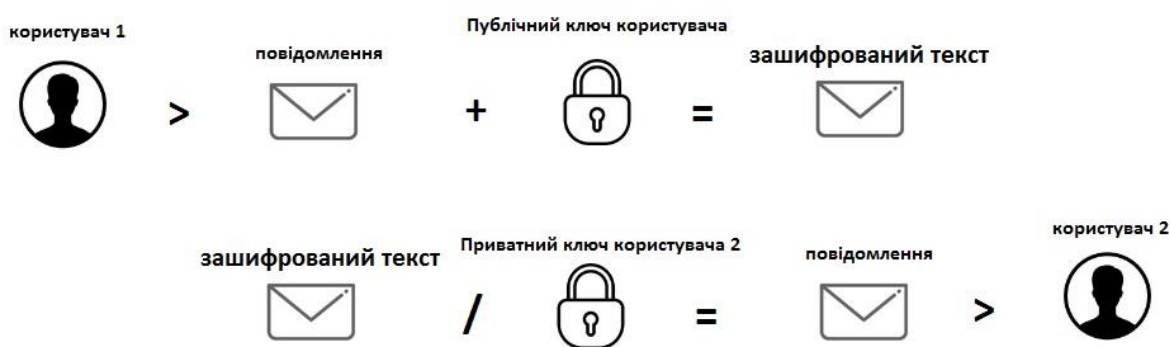 користувач 1
повідомлення
Публічний ключ користувача
зашифрований текст
> + =
зашифрований текст
Приватний ключ користувача 2
повідомлення
користувач 2
/ = >